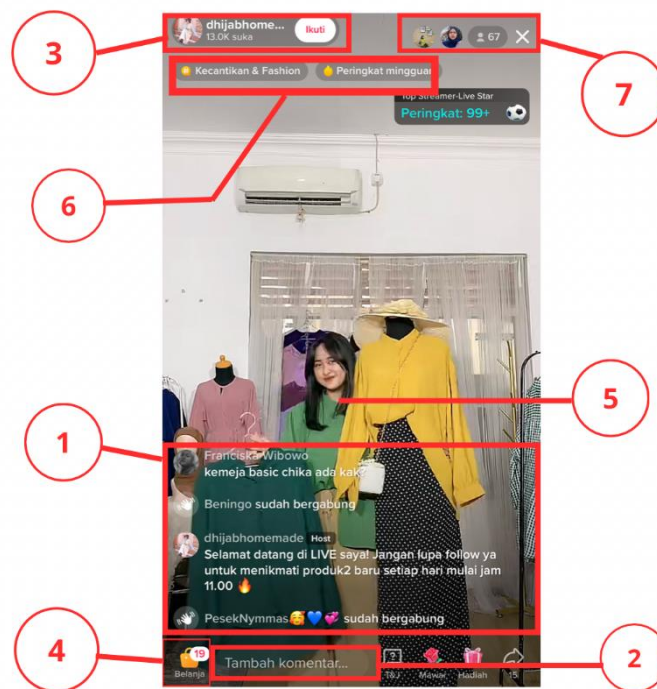 3
dhijabhome...
13.0K suka
Ikuti
67
7
Kecantikan & Fashion
Peringkat mingguan
Top Streamer-Live Star
Peringkat: 99+
6
5
1
Franciska Wibowo
kemeja basic chika ada kak?
Beningo sudah bergabung
dhijabhomemade Host
Selamat datang di LIVE saya! Jangan lupa follow ya
untuk menikmati produk2 baru setiap hari mulai jam
11.00 🔥
PesekNymmas🥰💙💞 sudah bergabung
4
19
Belanja
Tambah komentar...
?
T&J
Mawar
Hadiah
15
2